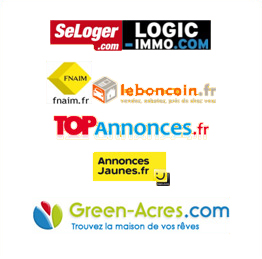 SeLoger
.com
LOGIC
-IMMO.COM
FNAIM
fnaim.fr
leboncoin.fr
vendez, achetez, près de chez vous
TOPAnnonces.fr
Annonces
Jaunes.fr
Green-Acres.com
Trouvez la maison de vos rêves